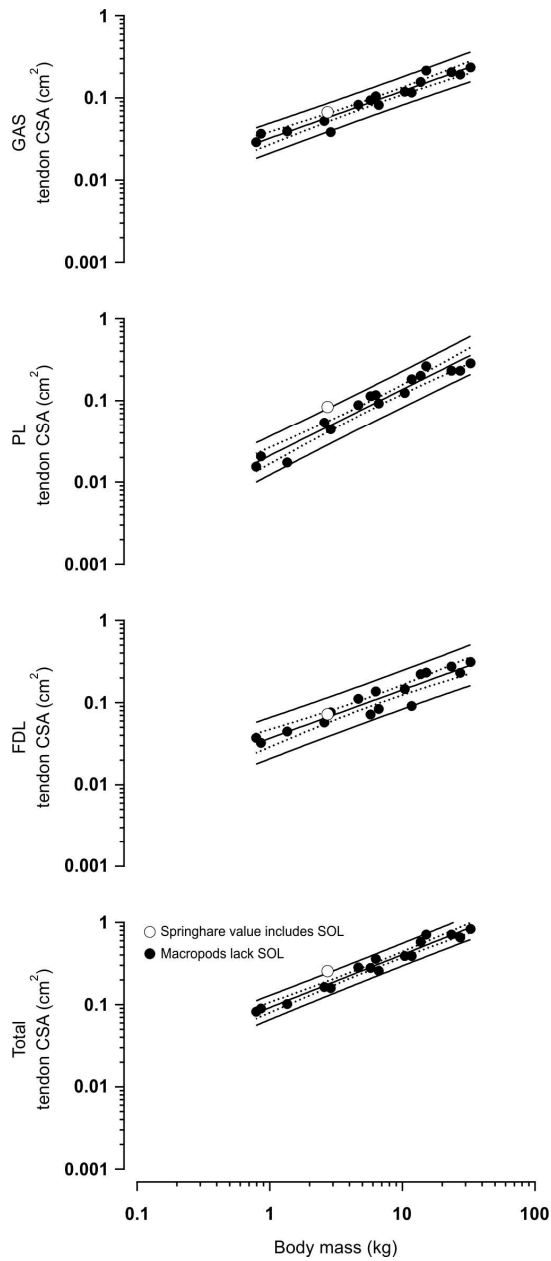 1
0.1
0.01
0.001
GAS
tendon CSA (cm²)
1
0.1
0.01
0.001
PL
tendon CSA (cm²)
1
0.1
0.01
0.001
FDL
tendon CSA (cm²)
1
0.1
0.01
0.001
Total
tendon CSA (cm²)
Springhare value includes SOL
Macropods lack SOL
0.1 1 10 100
Body mass (kg)